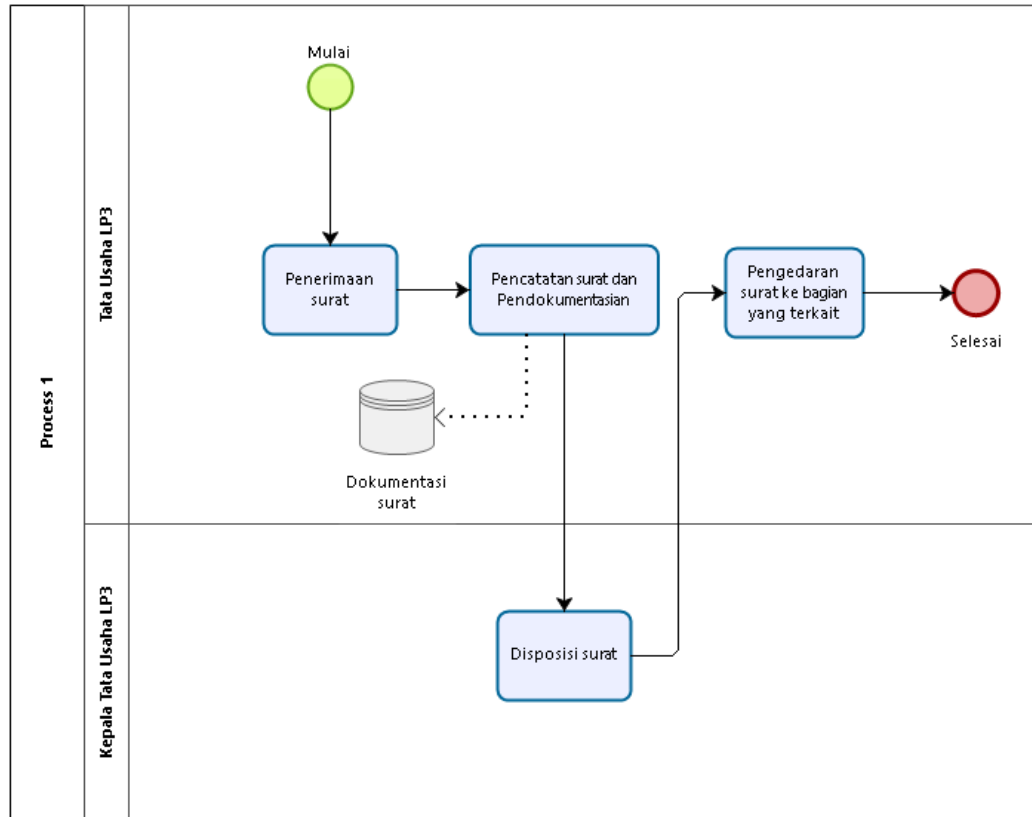 Process 1
Tata Usaha LP3
Mulai
Penerimaan
surat
Pencatatan surat dan
Pendokumentasian
Pengedaran
surat ke bagian
yang terkait
Selesai
Dokumentasi
surat
Kepala Tata Usaha LP3
Disposisi surat